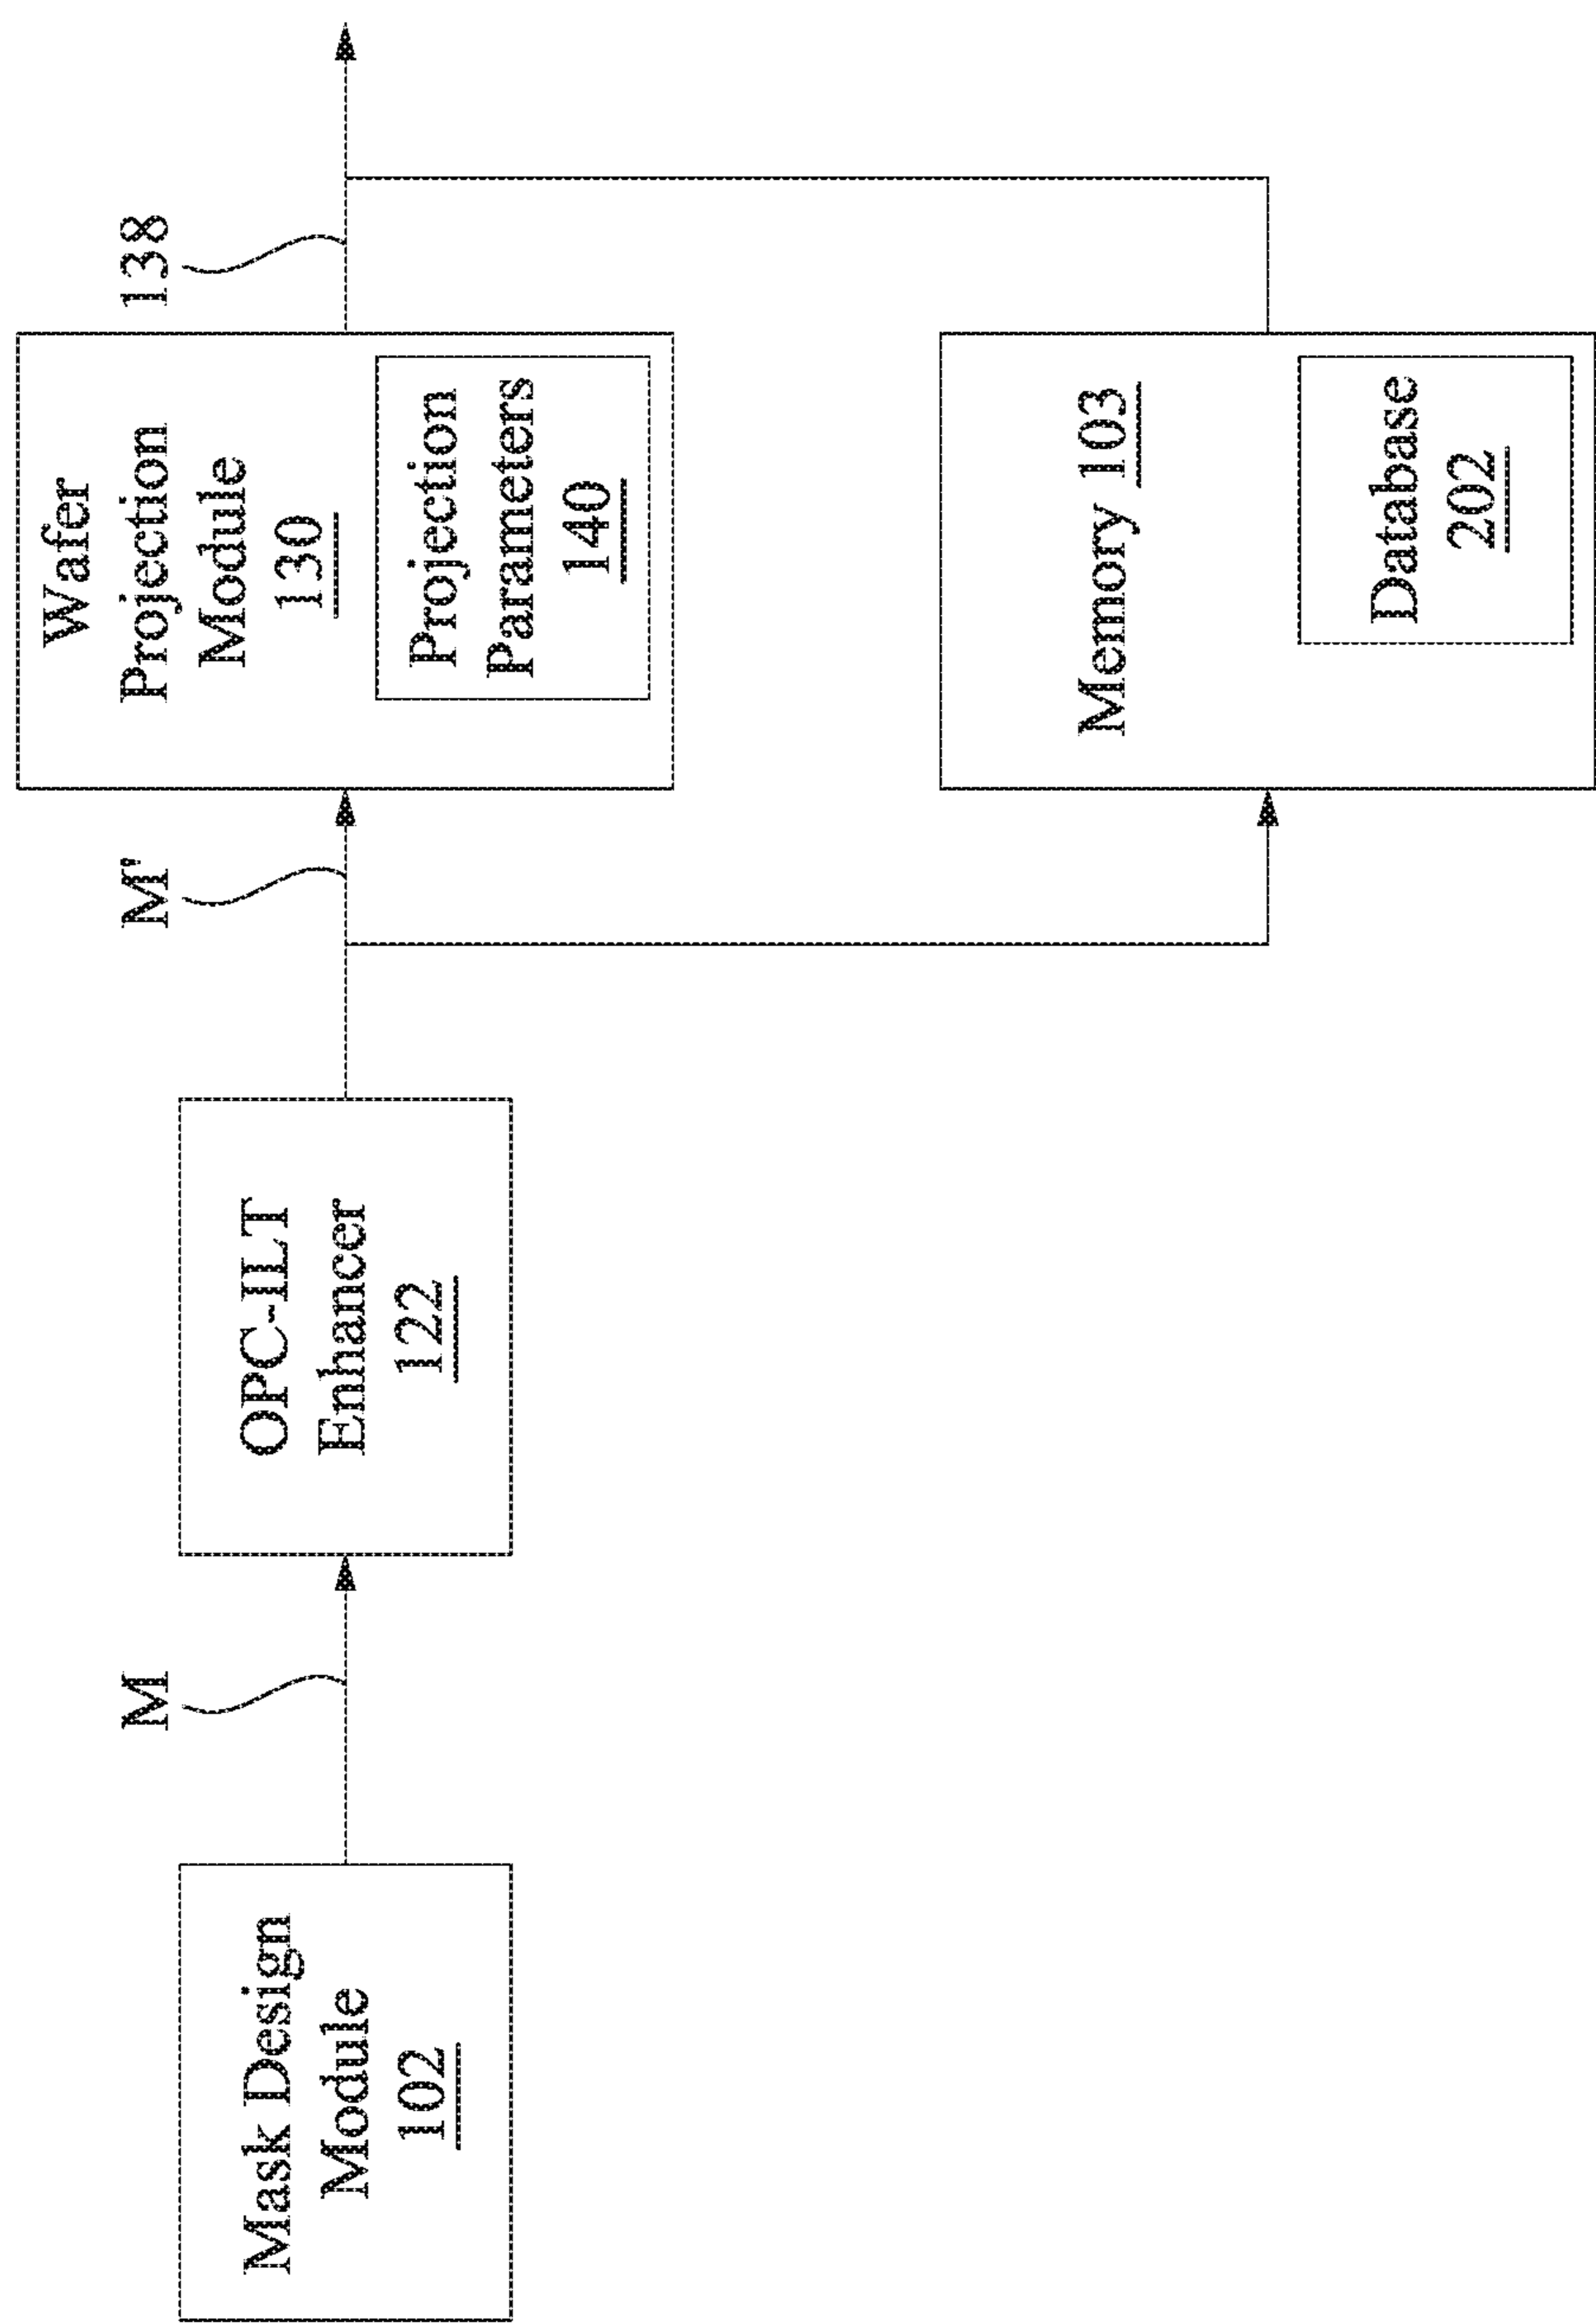 Mask Design
Module
102
M
OPC-ILT
Enhancer
122
M'
Wafer
Projection
Module
130
Projection
Parameters
140
138
Memory 103
Database
202